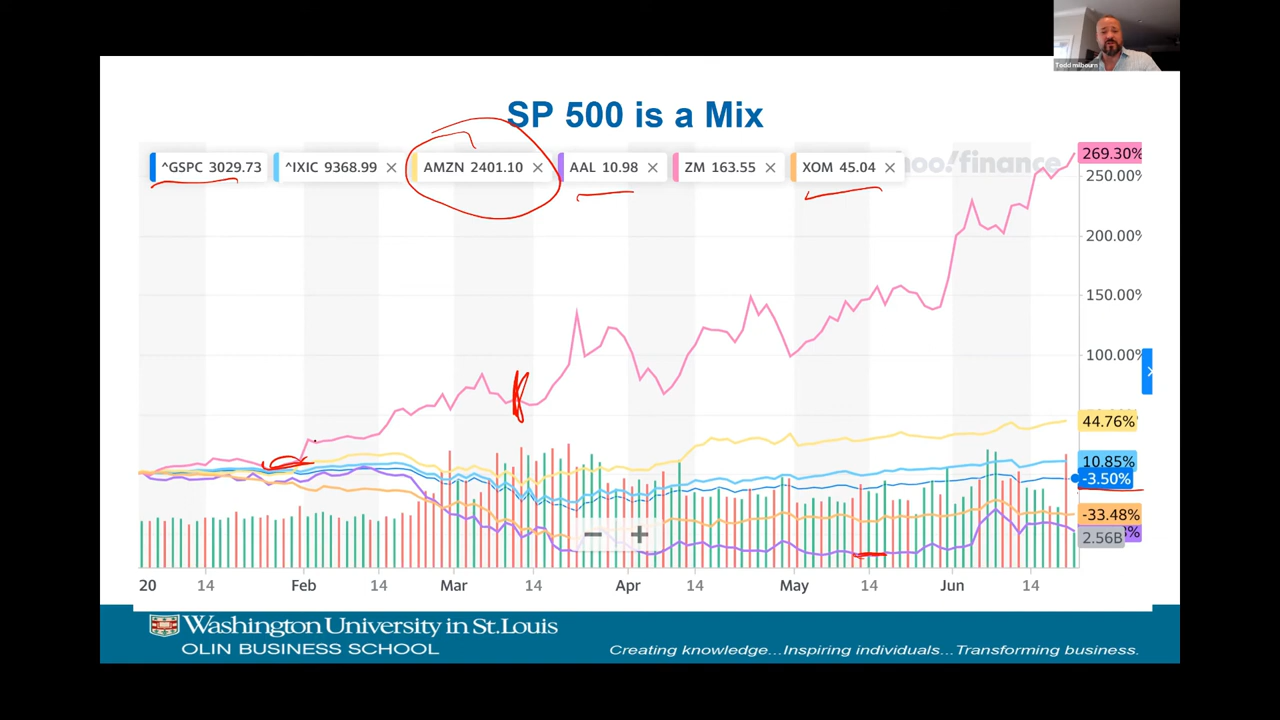 Todd milbourn
SP 500 is a Mix
^GSPC 3029.73 ^IXIC 9368.99 AMZN 2401.10 AAL 10.98 ZM 163.55 XOM 45.04
finance
269.30%
250.00%
200.00%
150.00%
100.00%
44.76%
10.85%
-3.50%
-33.48%
2.56B
20 14 Feb 14 Mar 14 Apr 14 May 14 Jun 14
Washington University in St. Louis
OLIN BUSINESS SCHOOL
Creating knowledge...Inspiring individuals...Transforming business.